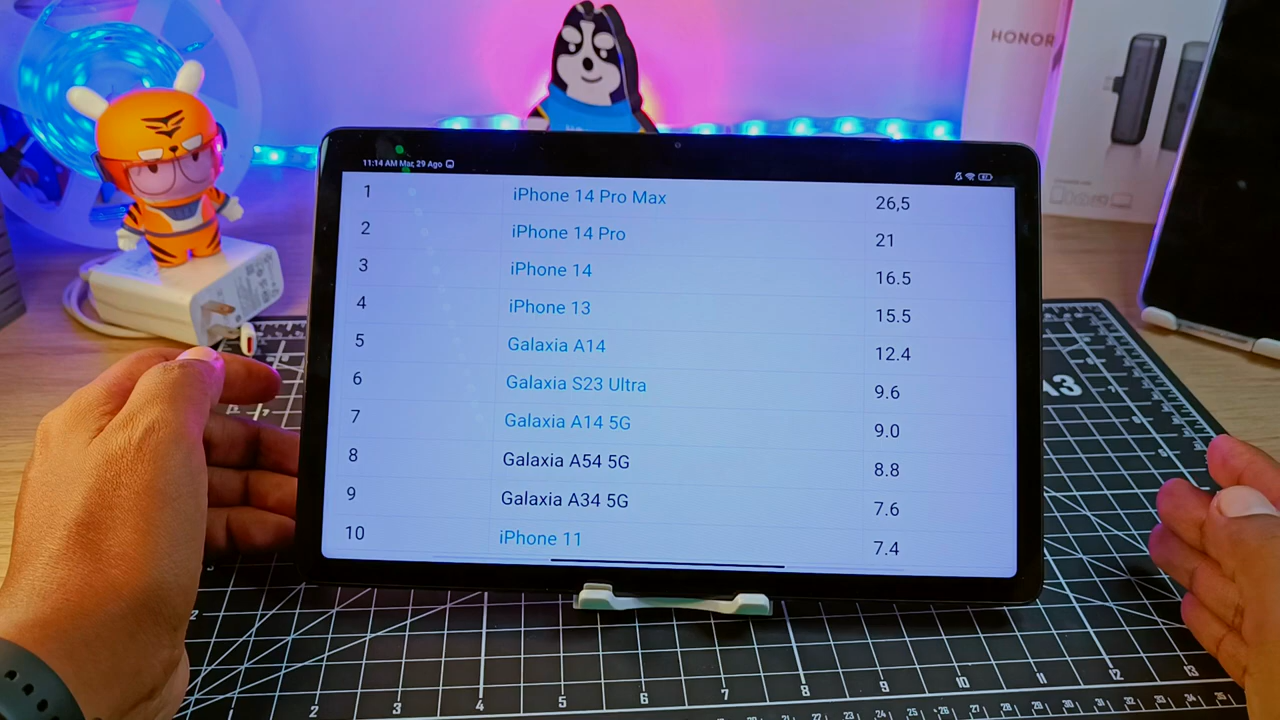 HONOR
11:14 AM Mar, 29 Ago
1 iPhone 14 Pro Max 26,5
2 iPhone 14 Pro 21
3 iPhone 14 16.5
4 iPhone 13 15.5
5 Galaxia A14 12.4
6 Galaxia S23 Ultra 9.6
7 Galaxia A14 5G 9.0
8 Galaxia A54 5G 8.8
9 Galaxia A34 5G 7.6
10 iPhone 11 7.4
A3
1 2 3 4 5 6 7 8 9 10 11 12 13